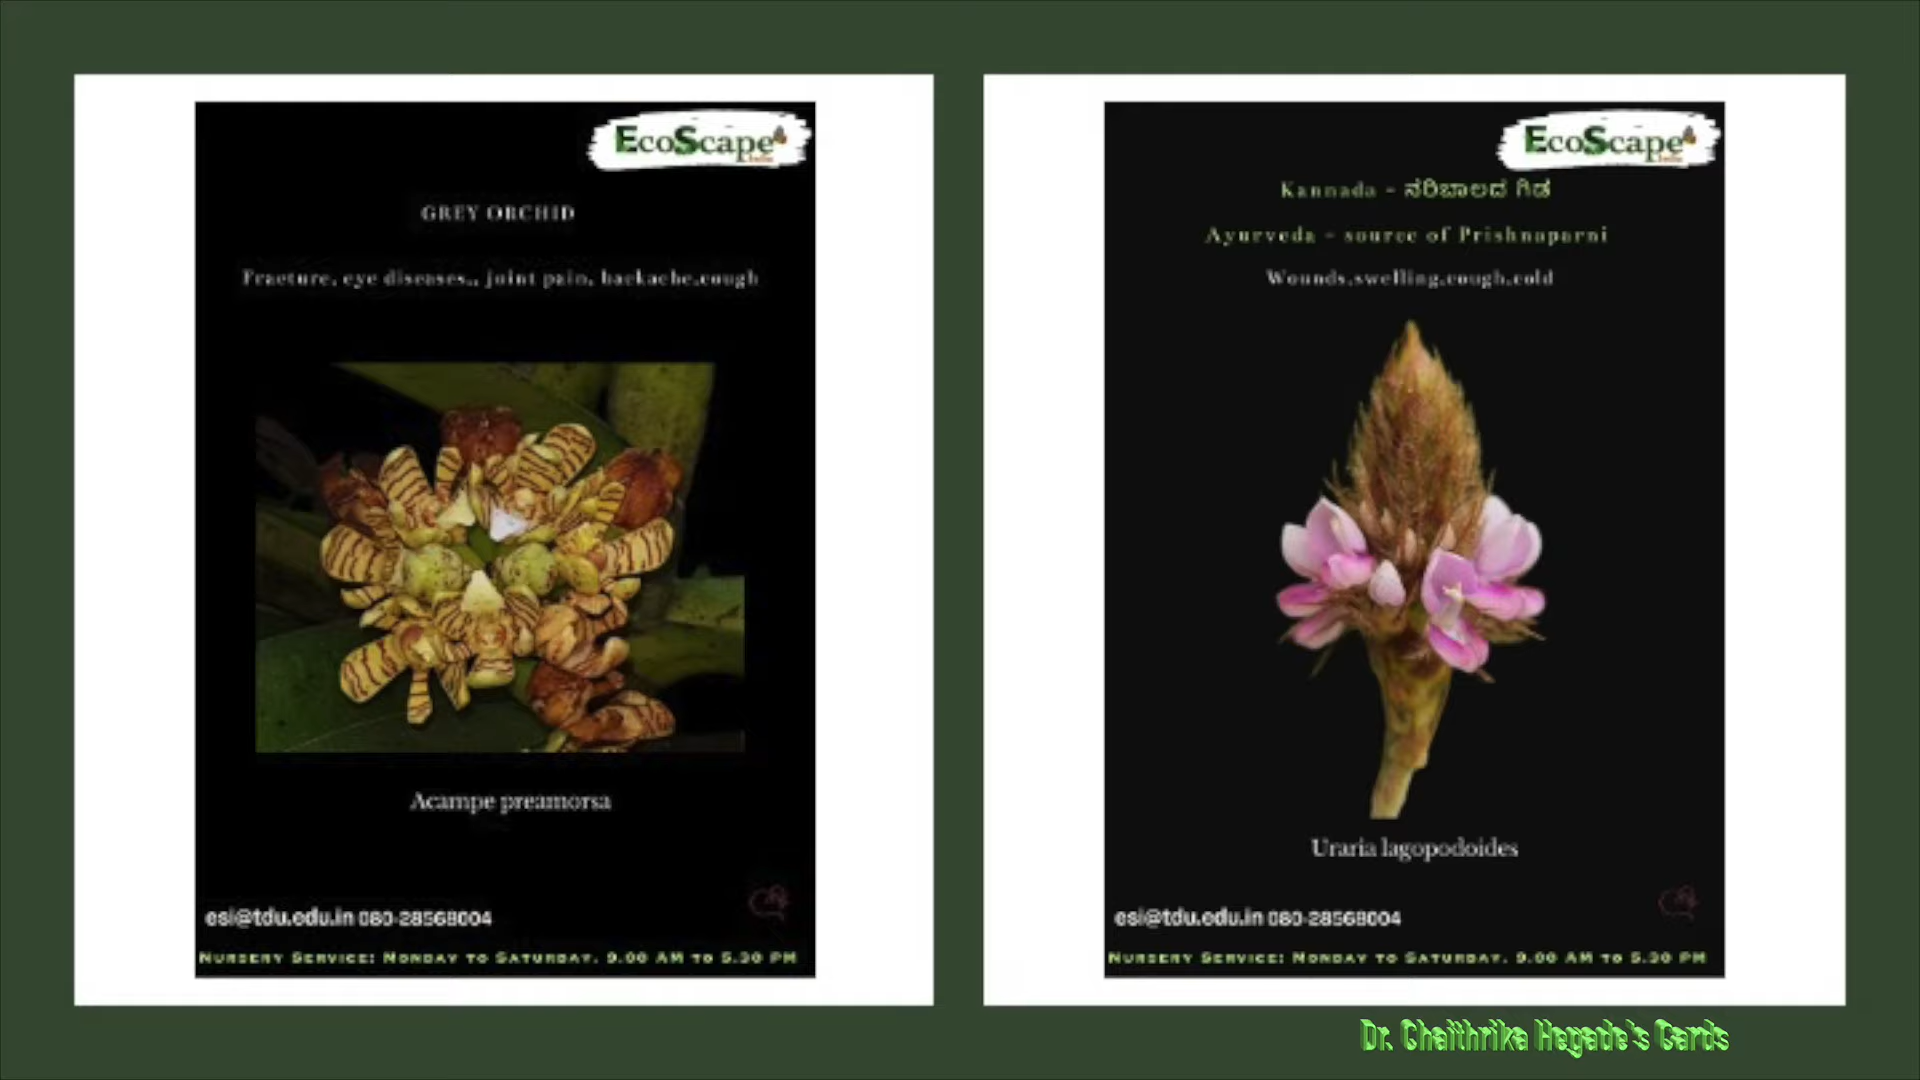 EcoScape
GREY ORCHID
Fracture, eye diseases,, joint pain, backache,cough
Acampe preamorsa
esi@tdu.edu.in 080-28568004
NURSERY SERVICE: MONDAY TO SATURDAY, 9.00 AM TO 5.30 PM
EcoScape
Kannada - ನರಿಬಾಲದ ಗಿಡ
Ayurveda - source of Prishnaparni
Wounds,swelling,cough,cold
Uraria lagopodoides
esi@tdu.edu.in 080-28568004
NURSERY SERVICE: MONDAY TO SATURDAY, 9.00 AM TO 5.30 PM
Dr. Chaithrika Hegade's Cards